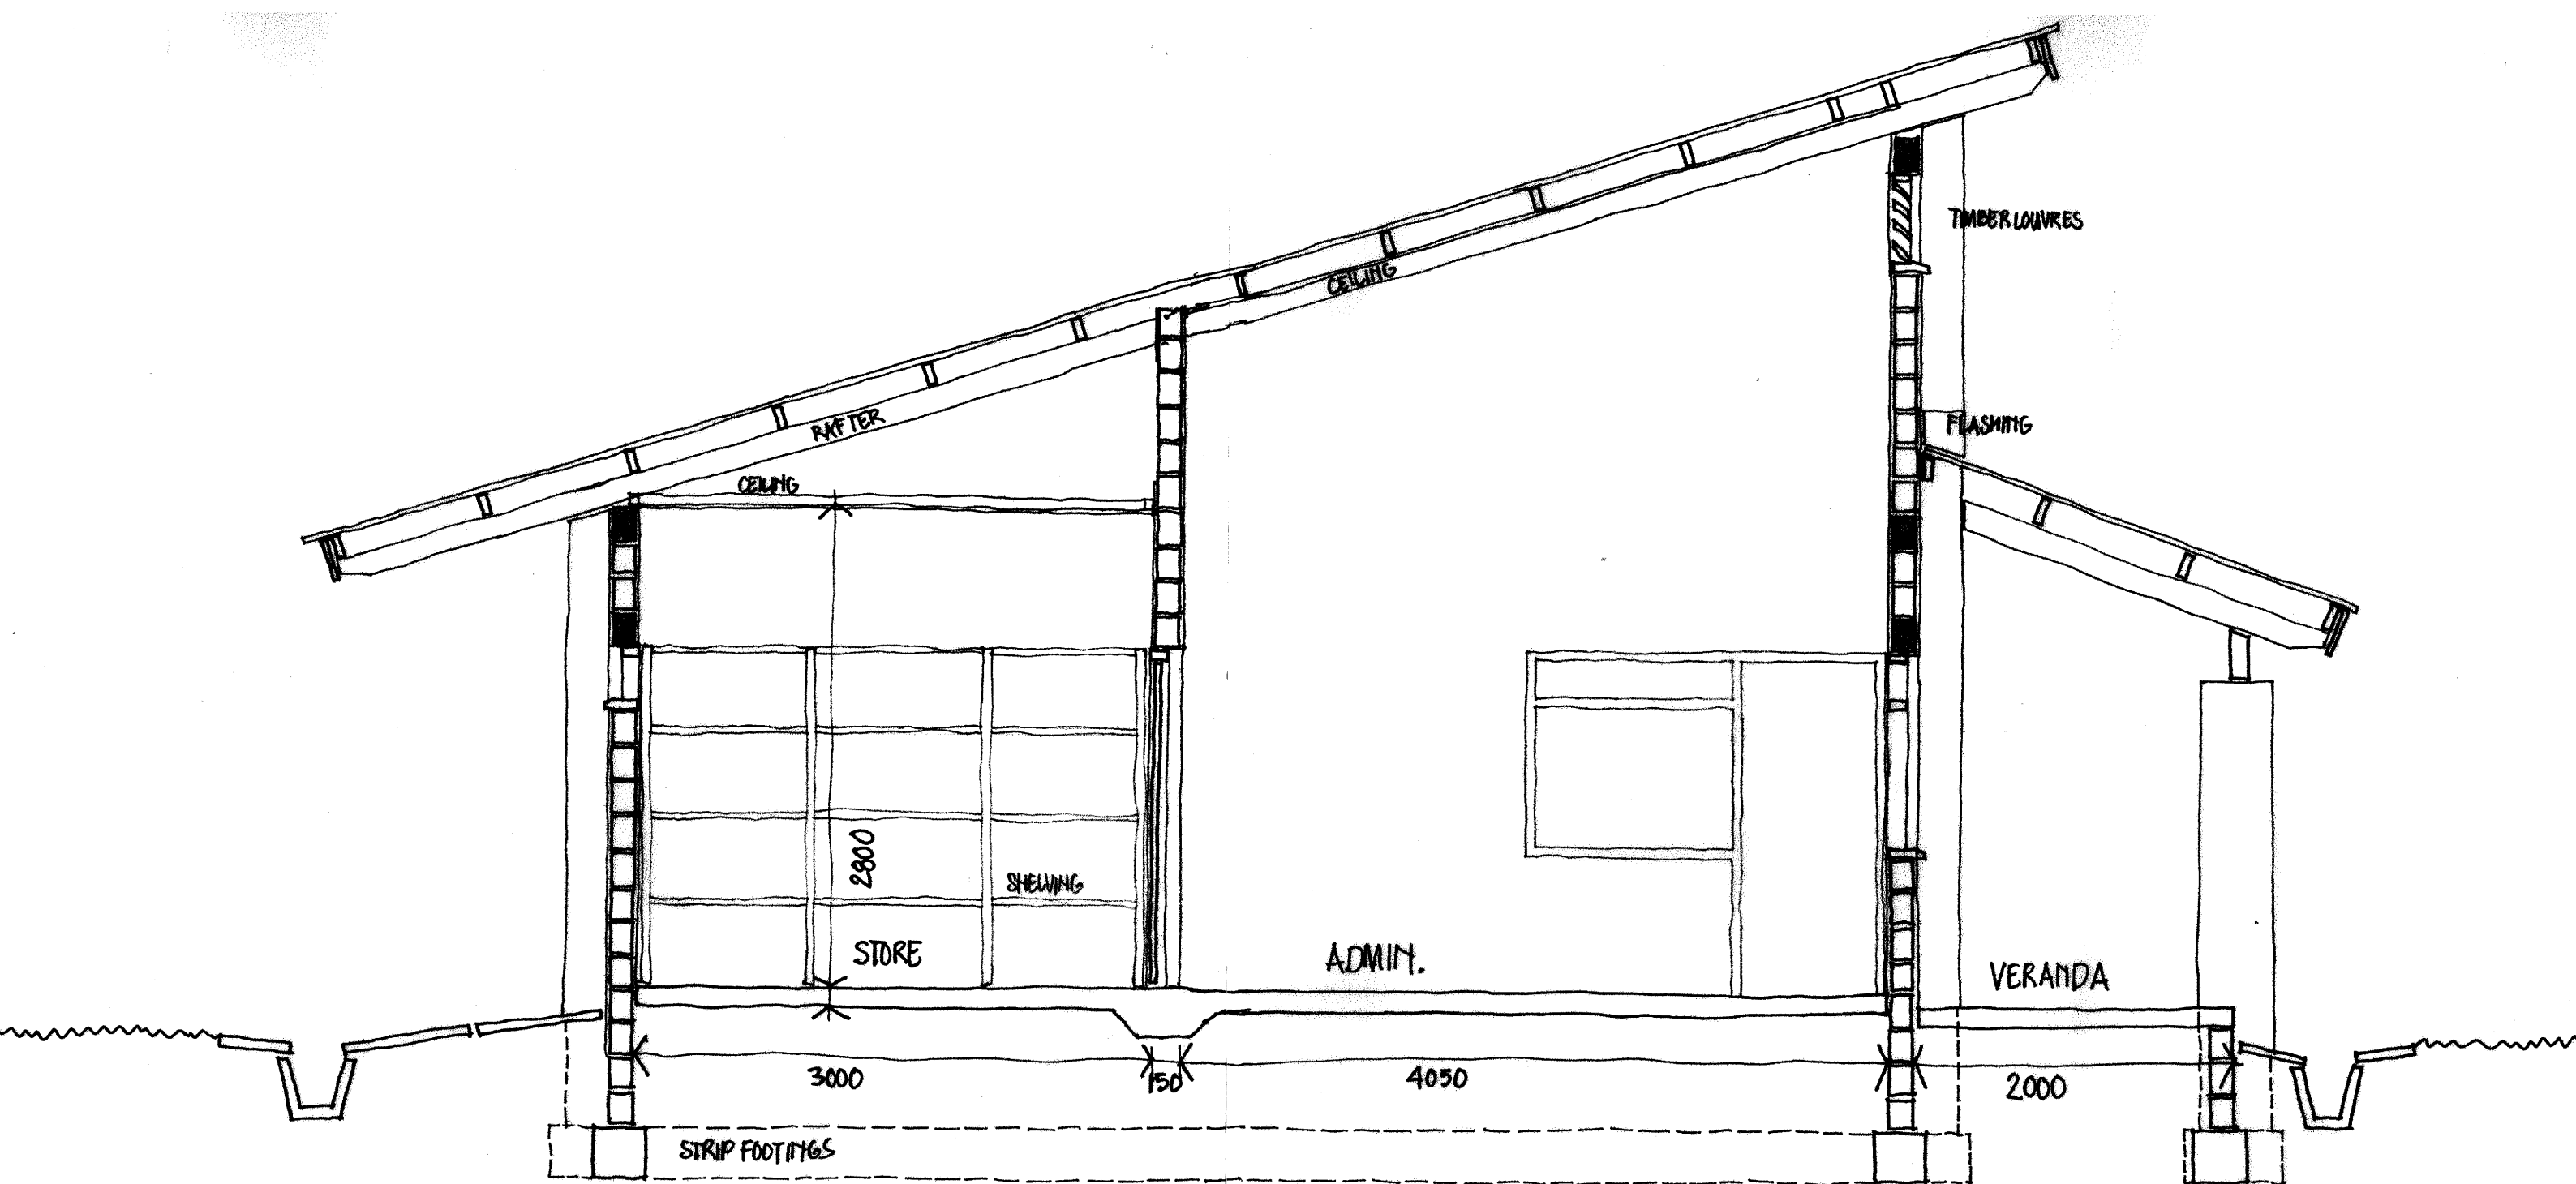 TIMBER LOUVRES
CEILING
RAFTER
FLASHING
CEILING
2800
SHELVING
STORE
ADMIN.
VERANDA
3000
150
4050
2000
STRIP FOOTINGS